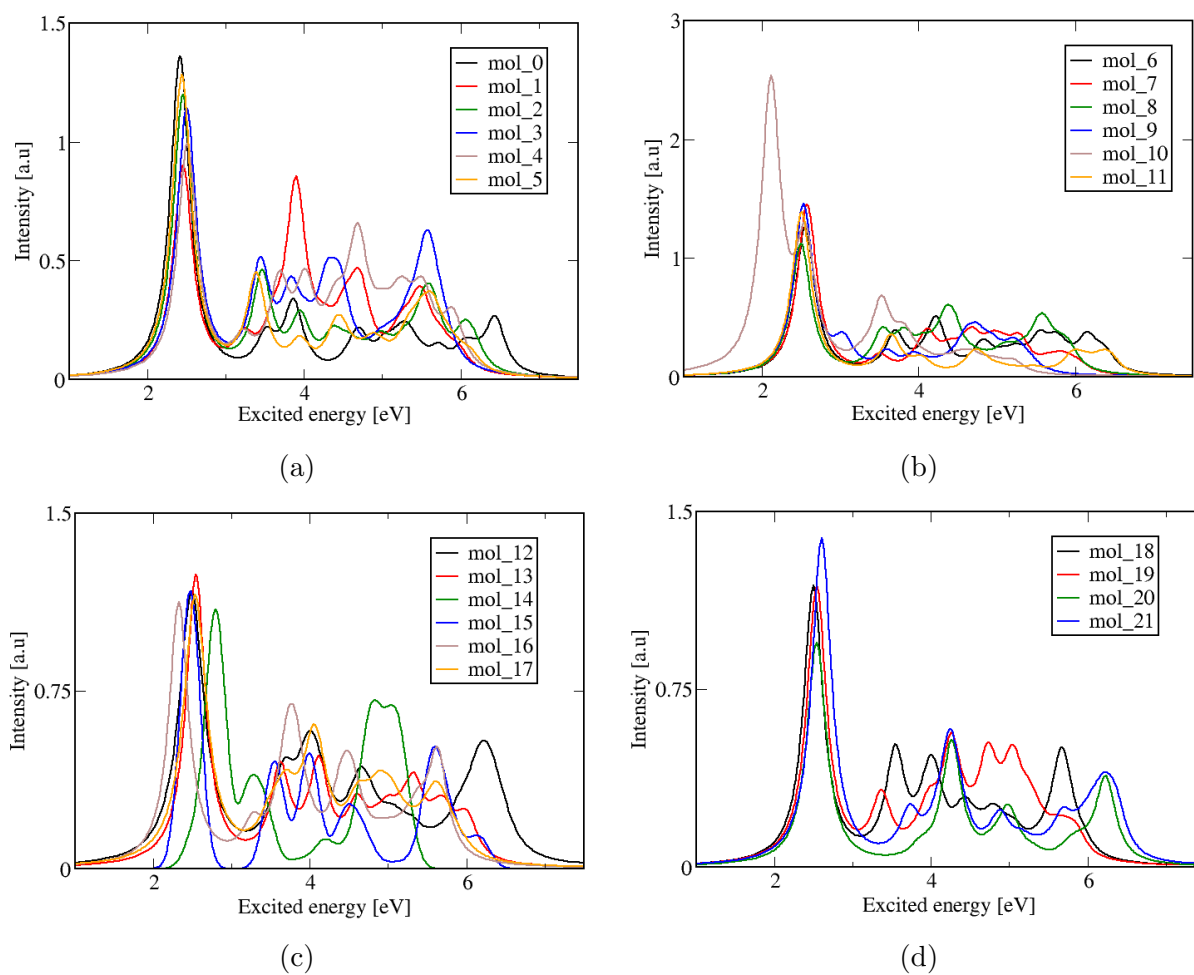 1.5
1
0.5
0
Intensity [a.u]
2
4
6
Excited energy [eV]
mol_0
mol_1
mol_2
mol_3
mol_4
mol_5
(a)
3
2
1
0
Intensity [a.u]
2
4
6
Excited energy [eV]
mol_6
mol_7
mol_8
mol_9
mol_10
mol_11
(b)
1.5
0.75
0
Intensity [a.u]
2
4
6
Excited energy [eV]
mol_12
mol_13
mol_14
mol_15
mol_16
mol_17
(c)
1.5
0.75
0
Intensity [a.u]
2
4
6
Excited energy [eV]
mol_18
mol_19
mol_20
mol_21
(d)